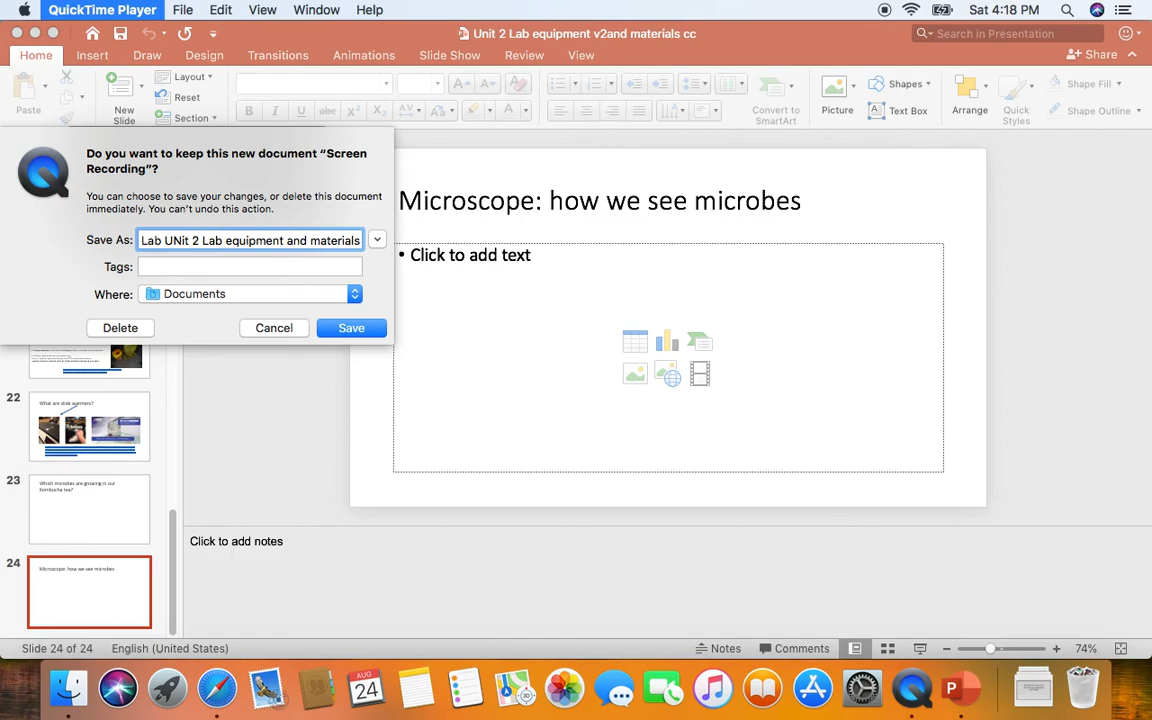 QuickTime Player File Edit View Window Help Sat 4:18 PM
Unit 2 Lab equipment v2and materials cc
Search in Presentation
Home Insert Draw Design Transitions Animations Slide Show Review View Share
Paste New Slide Layout Reset Section B I U Convert to SmartArt Picture Shapes Text Box Arrange Quick Styles Shape Fill Shape Outline
Do you want to keep this new document “Screen
Recording”?
You can choose to save your changes, or delete this document
immediately. You can’t undo this action.
Save As: Lab UNit 2 Lab equipment and materials
Tags:
Where: Documents
Delete Cancel Save
Microscope: how we see microbes
• Click to add text
22
What are slide warmers?
23
Which microbes are growing in our
Kombucha tea?
24
Microscope: how we see microbes
Click to add notes
Slide 24 of 24 English (United States) Notes Comments 74%
AUG
24